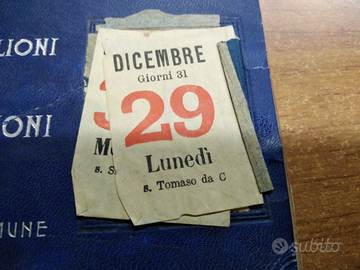 LIONI
DICEMBRE
Giorni 31
29
IONI
Lunedì
s. Tomaso da C
MUNE
subito